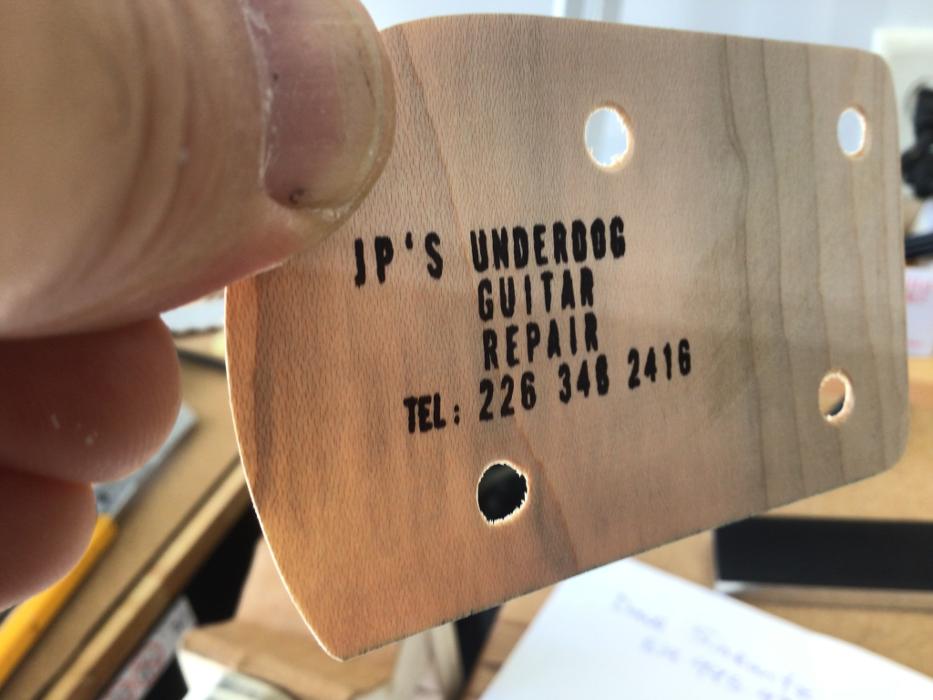 JP'S UNDERDOG
GUITAR
REPAIR
TEL: 226 348 2416